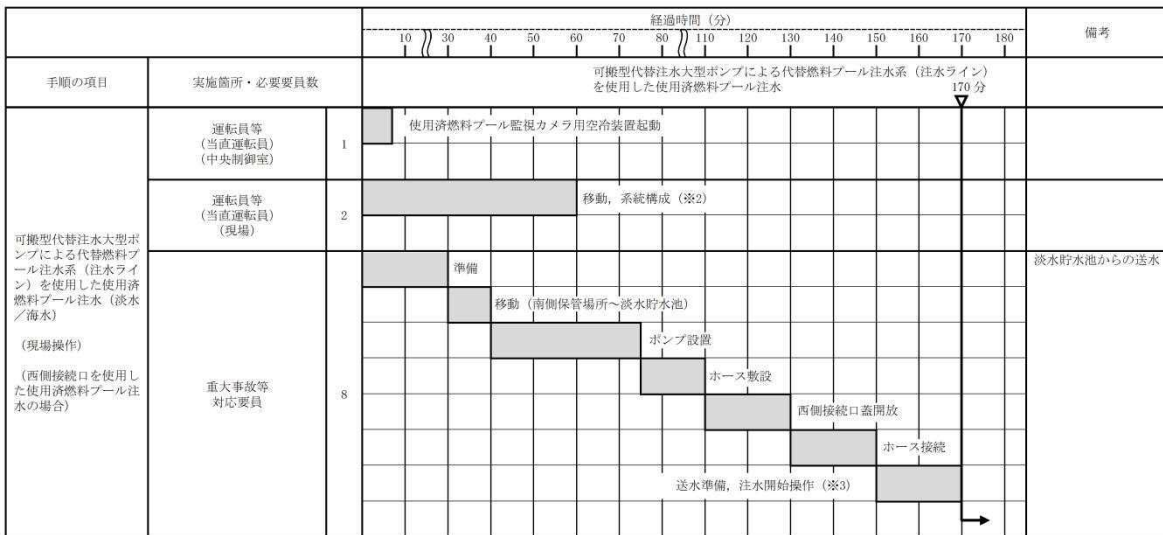 経過時間(分)
備考
10 30 40 50 60 70 80 110 120 130 140 150 160 170 180
手順の項目
実施箇所・必要要員数
可搬型代替注水大型ポンプによる代替燃料プール注水系(注水ライン)
を使用した使用済燃料プール注水
170分
可搬型代替注水大型ポ
ンプによる代替燃料プ
ール注水系(注水ライ
ン)を使用した使用済
燃料プール注水(淡水
/海水)
(現場操作)
(西側接続口を使用し
た使用済燃料プール注
水の場合)
運転員等
(当直運転員)
(中央制御室)
1
使用済燃料プール監視カメラ用空冷装置起動
運転員等
(当直運転員)
(現場)
2
移動,系統構成(※2)
重大事故等
対応要員
8
準備
移動(南側保管場所~淡水貯水池)
ポンプ設置
ホース敷設
西側接続口蓋開放
ホース接続
送水準備,注水開始操作(※3)
淡水貯水池からの送水